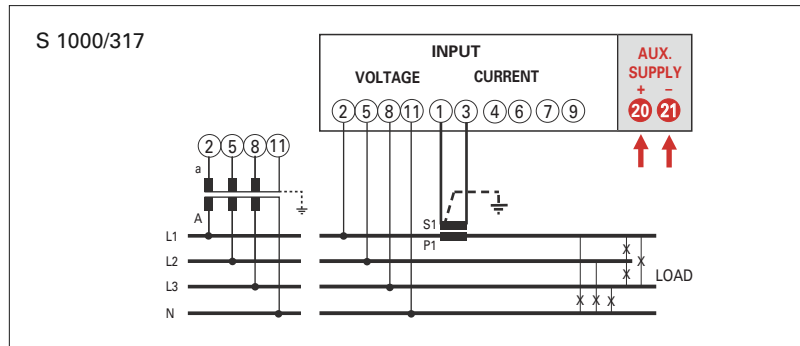 S 1000/317
INPUT
VOLTAGE CURRENT
2 5 8 11 1 3 4 6 7 9
AUX.
SUPPLY
+ –
20 21
2 5 8 11
a
A
S1
P1
L1
L2
L3
N
LOAD